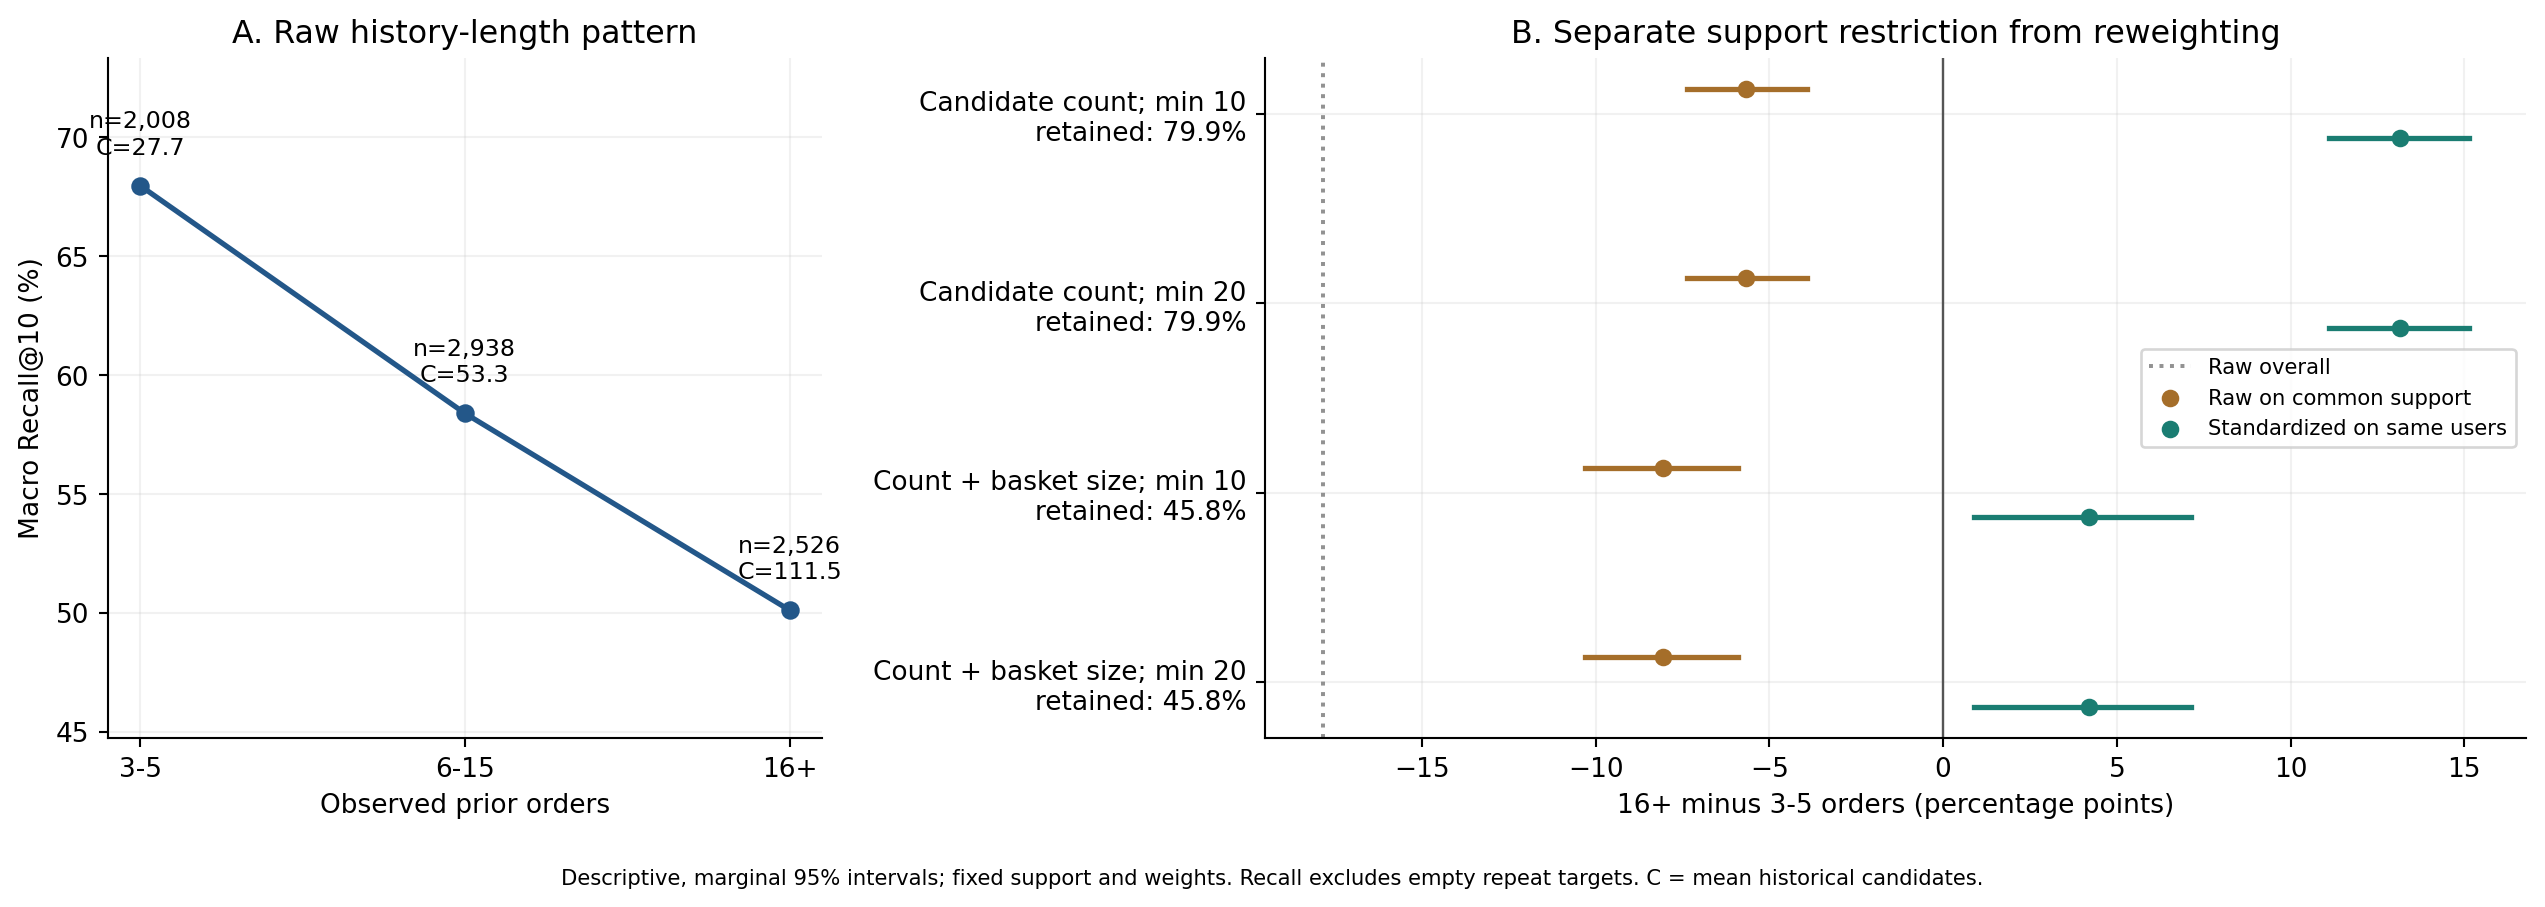 A. Raw history-length pattern
Macro Recall@10 (%)
70
65
60
55
50
45
n=2,008
C=27.7
n=2,938
C=53.3
n=2,526
C=111.5
3-5
6-15
16+
Observed prior orders
B. Separate support restriction from reweighting
Candidate count; min 10
retained: 79.9%
Candidate count; min 20
retained: 79.9%
Count + basket size; min 10
retained: 45.8%
Count + basket size; min 20
retained: 45.8%
Raw overall
Raw on common support
Standardized on same users
−15
−10
−5
0
5
10
15
16+ minus 3-5 orders (percentage points)
Descriptive, marginal 95% intervals; fixed support and weights. Recall excludes empty repeat targets. C = mean historical candidates.